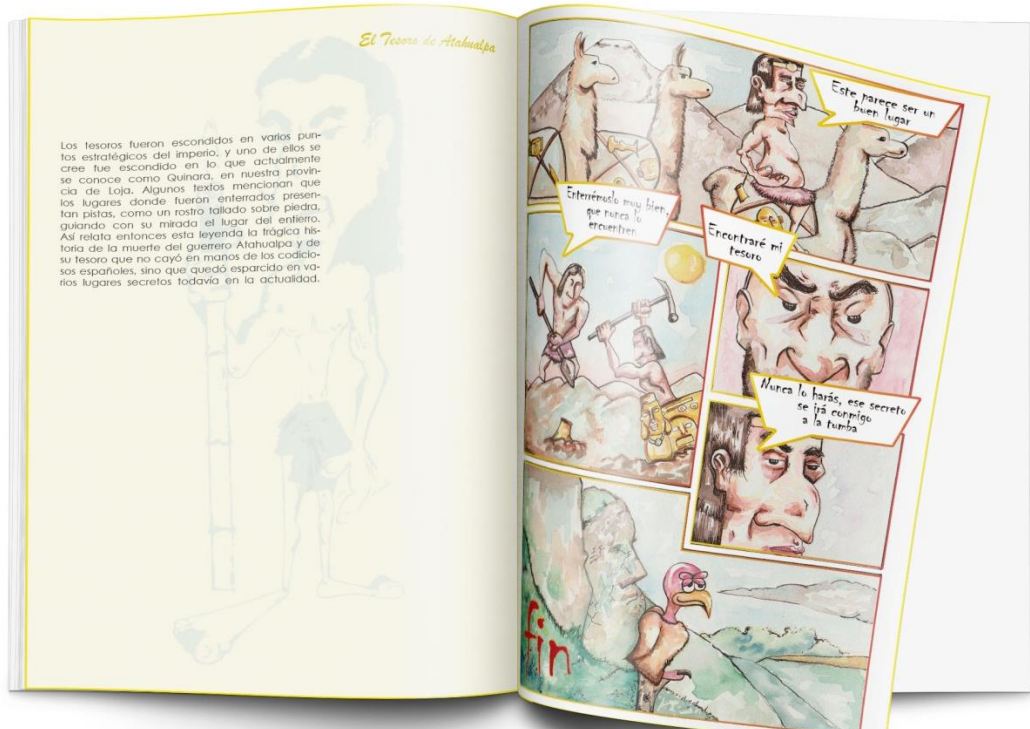 El Tesoro de Atahualpa
Los tesoros fueron escondidos en varios pun-
tos estratégicos del imperio, y uno de ellos se
cree fue escondido en lo que actualmente
se conoce como Quinara, en nuestra provin-
cia de Loja. Algunos textos mencionan que
los lugares donde fueron enterrados presen-
tan pistas, como un rostro tallado sobre piedra,
guiando con su mirada el lugar del entierro.
Así relata entonces esta leyenda la trágica his-
toria de la muerte del guerrero Atahualpa y de
su tesoro que no cayó en manos de los codicio-
sos españoles, sino que quedó esparcido en va-
rios lugares secretos todavía en la actualidad.
Este parece ser un
buen lugar
Enterrémoslo muy bien,
que nunca lo
encuentren
Encontraré mi
tesoro
Nunca lo harás, ese secreto
se irá conmigo
a la tumba
fin